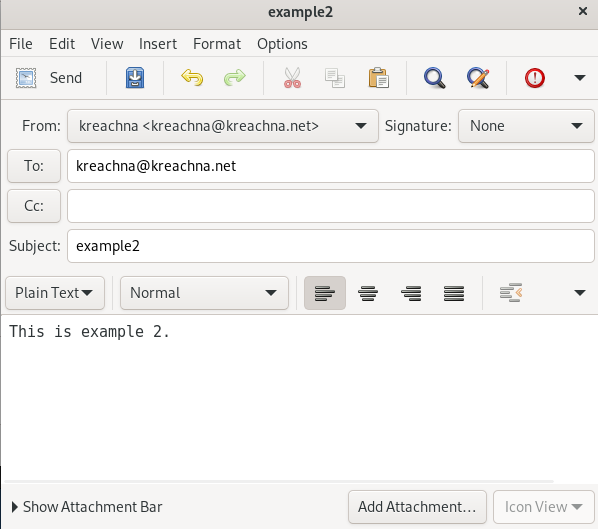 example2
File Edit View Insert Format Options
Send
From: kreachna <kreachna@kreachna.net> Signature: None
To: kreachna@kreachna.net
Cc:
Subject: example2
Plain Text Normal
This is example 2.
Show Attachment Bar Add Attachment... Icon View